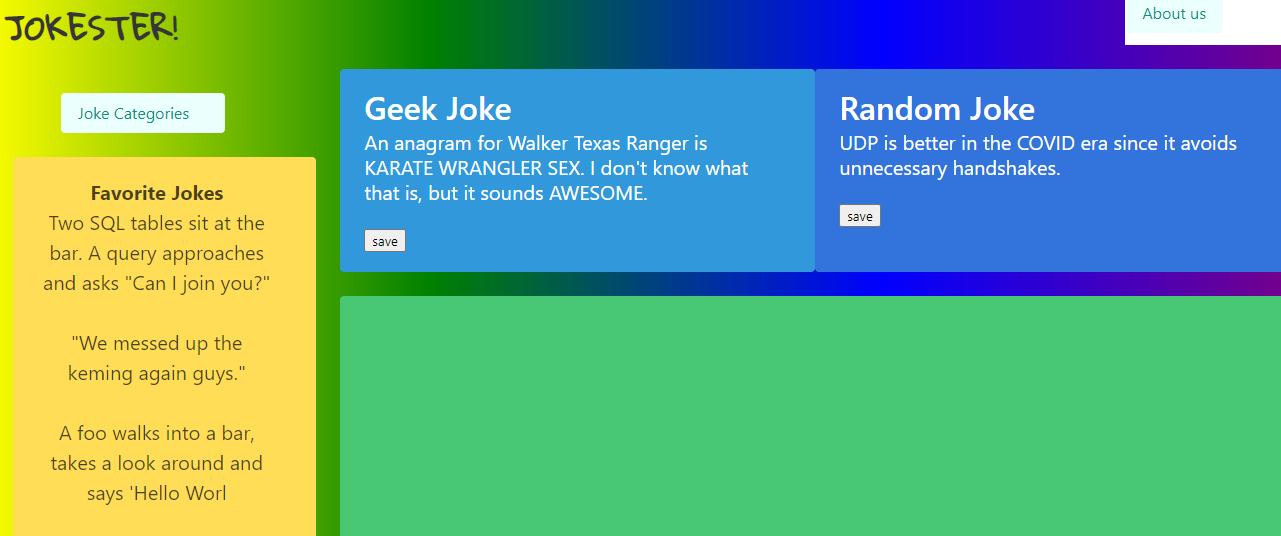 JOKESTER!
About us
Joke Categories
Favorite Jokes
Two SQL tables sit at the
bar. A query approaches
and asks "Can I join you?"
"We messed up the
keming again guys."
A foo walks into a bar,
takes a look around and
says 'Hello Worl
Geek Joke
An anagram for Walker Texas Ranger is
KARATE WRANGLER SEX. I don't know what
that is, but it sounds AWESOME.
save
Random Joke
UDP is better in the COVID era since it avoids
unnecessary handshakes.
save